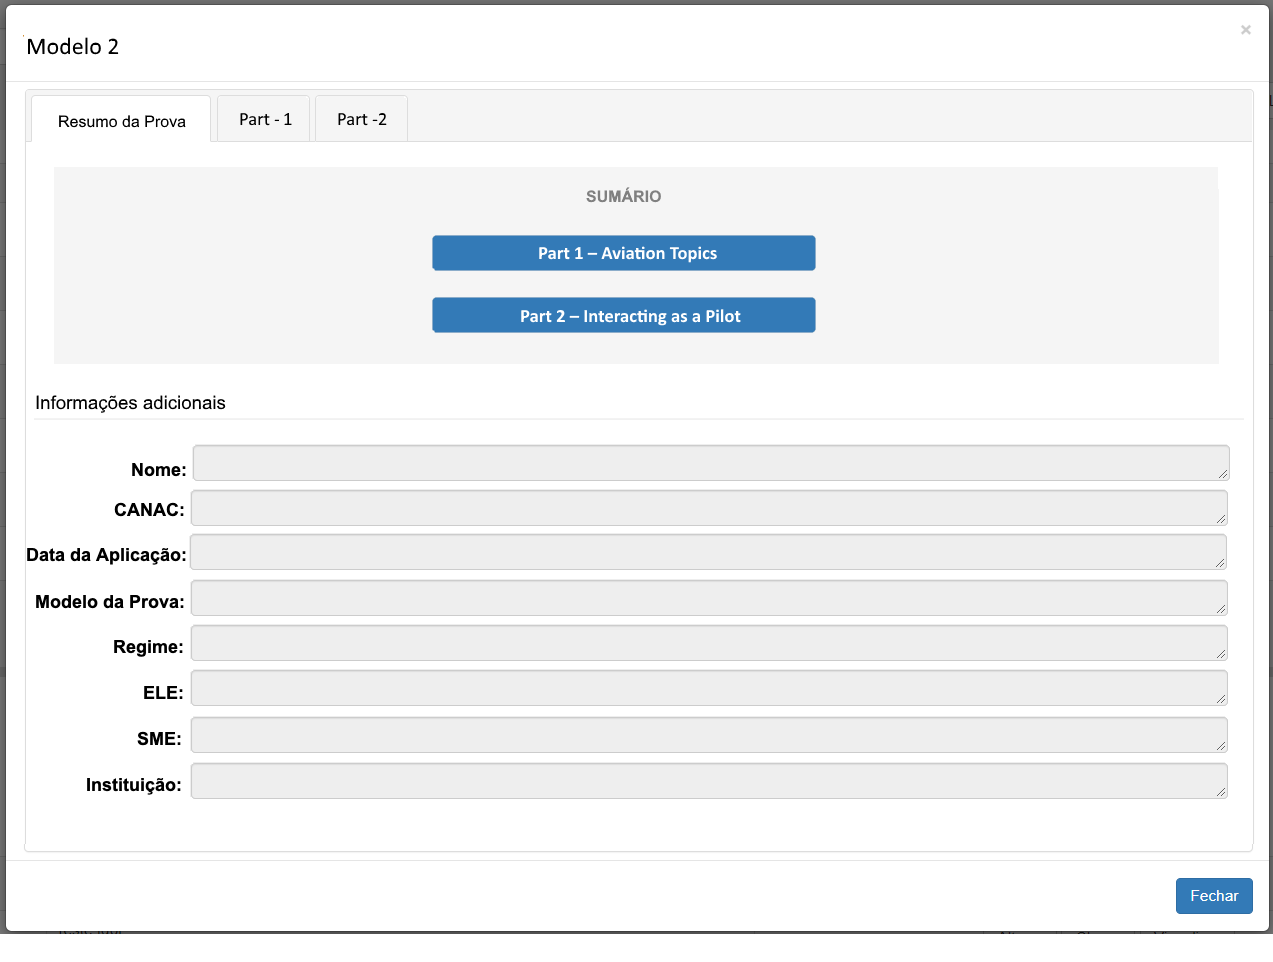 Modelo 2
×
Resumo da Prova
Part - 1
Part -2
SUMÁRIO
Part 1 – Aviation Topics
Part 2 – Interacting as a Pilot
Informações adicionais
Nome:
CANAC:
Data da Aplicação:
Modelo da Prova:
Regime:
ELE:
SME:
Instituição:
Fechar